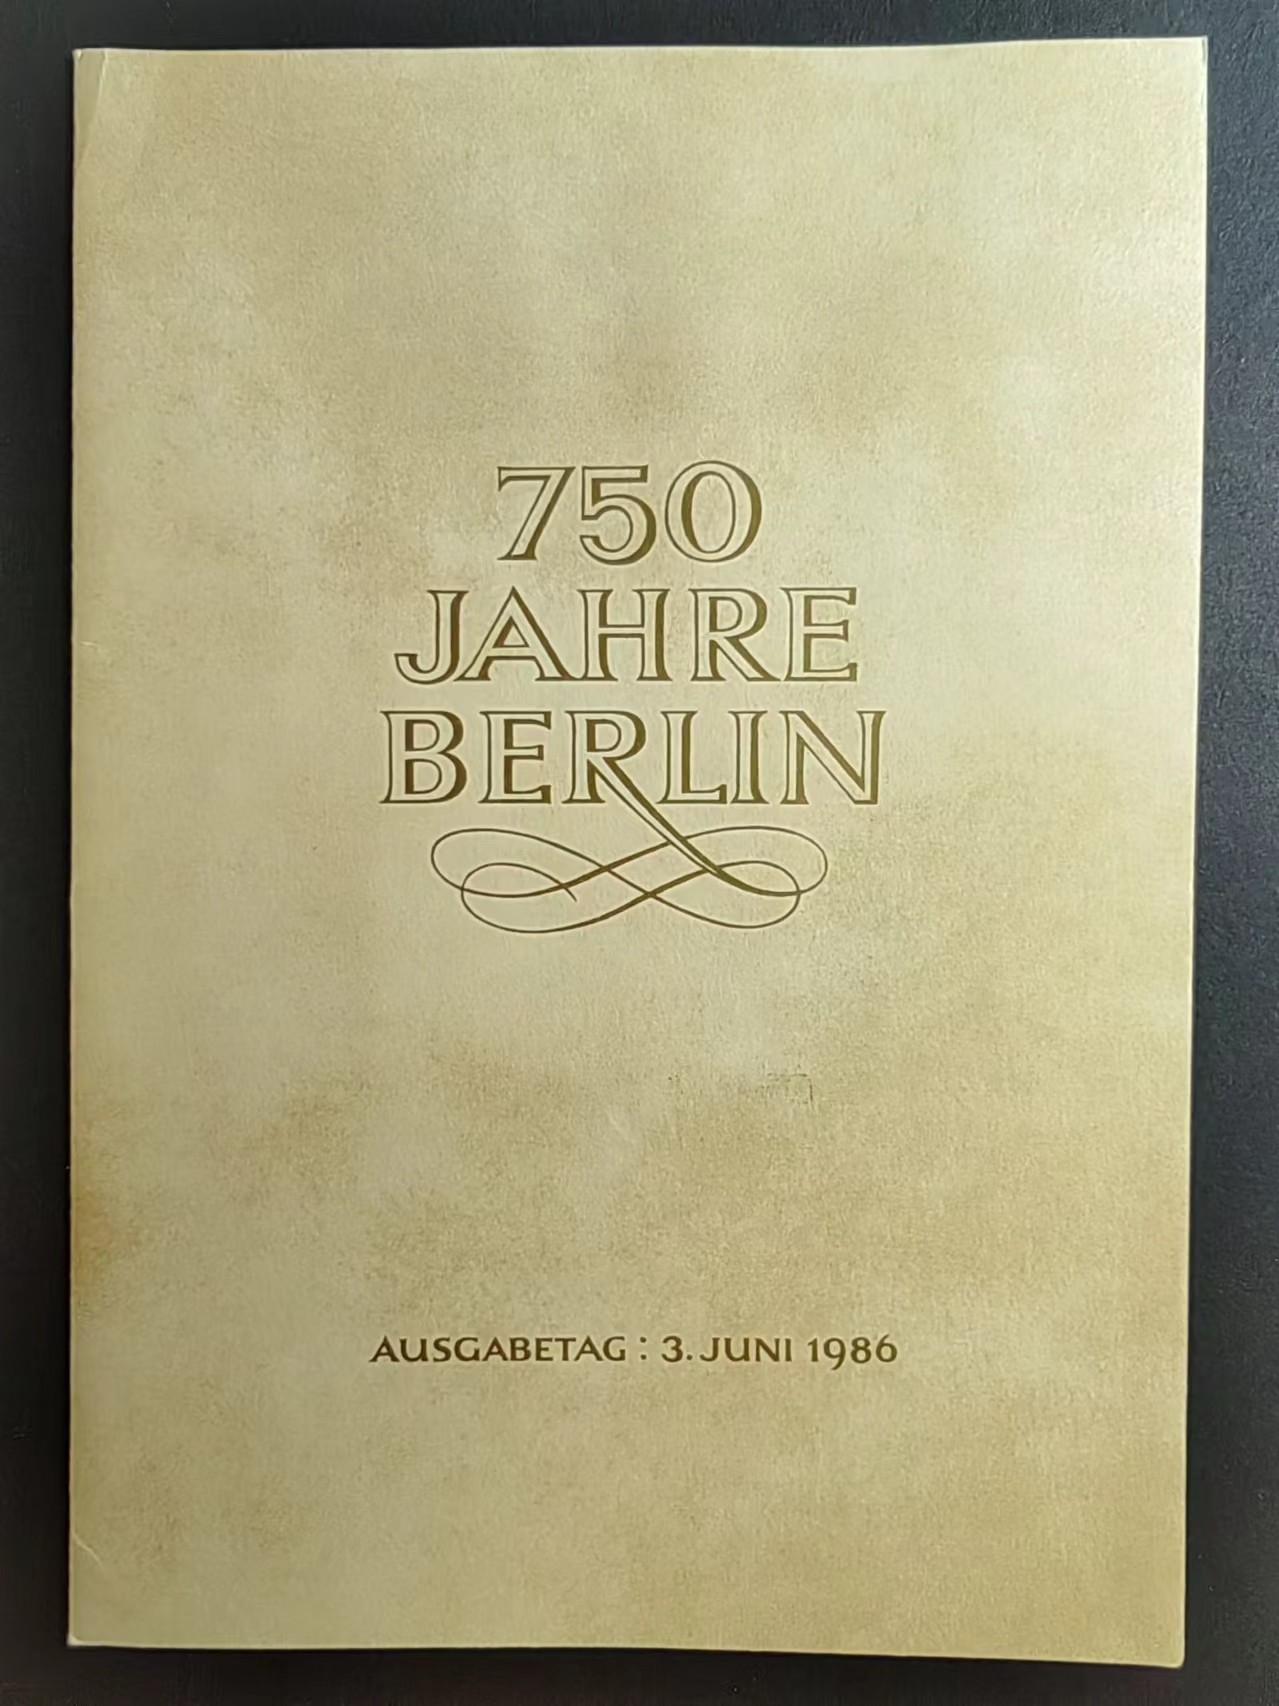 750
JAHRE
BERLIN
AUSGABETAG: 3. JUNI 1986